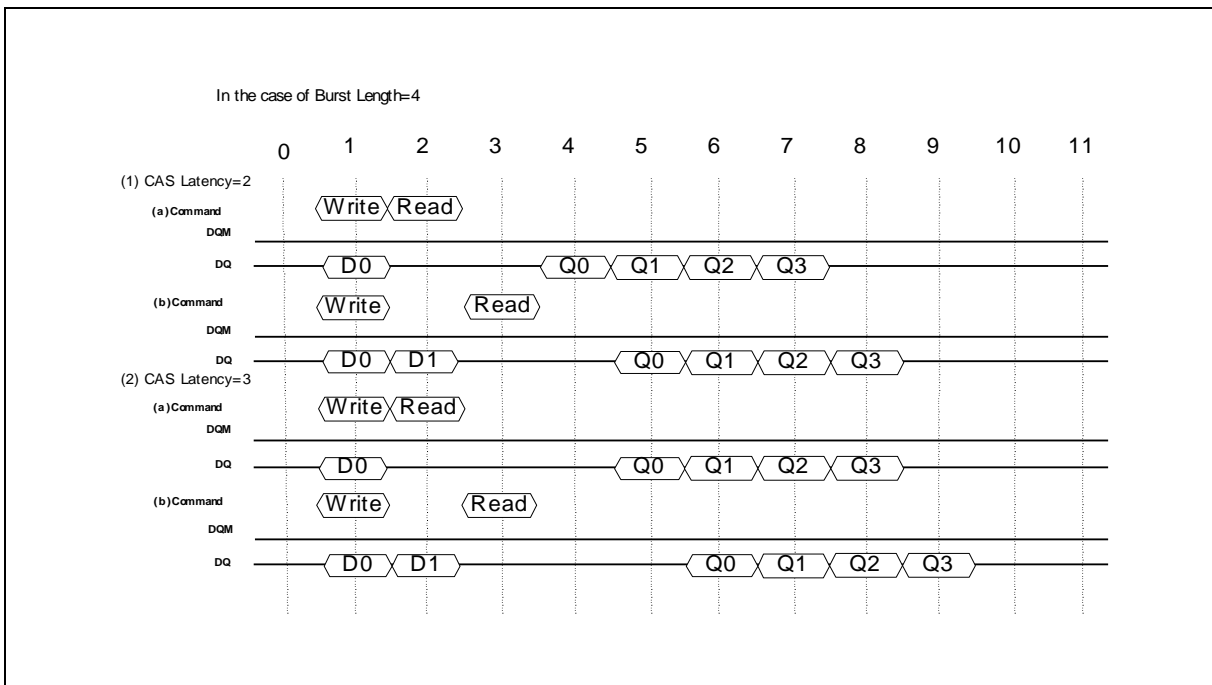 In the case of Burst Length=4
0 1 2 3 4 5 6 7 8 9 10 11
(1) CAS Latency=2
(a)Command Write Read
DQM
DQ D0 Q0 Q1 Q2 Q3
(b)Command Write Read
DQM
DQ D0 D1 Q0 Q1 Q2 Q3
(2) CAS Latency=3
(a)Command Write Read
DQM
DQ D0 Q0 Q1 Q2 Q3
(b)Command Write Read
DQM
DQ D0 D1 Q0 Q1 Q2 Q3